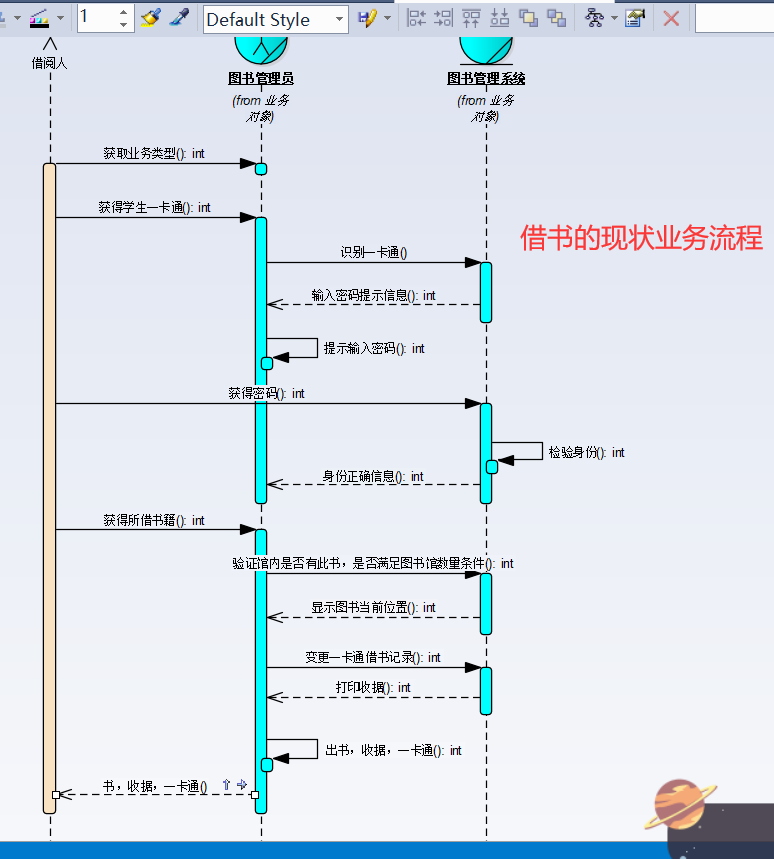 1
Default Style
借阅人
图书管理员
(from 业务
对象)
图书管理系统
(from 业务
对象)
获取业务类型(): int
获得学生一卡通(): int
借书的现状业务流程
识别一卡通()
输入密码提示信息(): int
提示输入密码(): int
获得密码(): int
检验身份(): int
身份正确信息(): int
获得所借书籍(): int
验证馆内是否有此书，是否满足图书馆数量条件(): int
显示图书当前位置(): int
变更一卡通借书记录(): int
打印收据(): int
出书，收据，一卡通(): int
书，收据，一卡通()